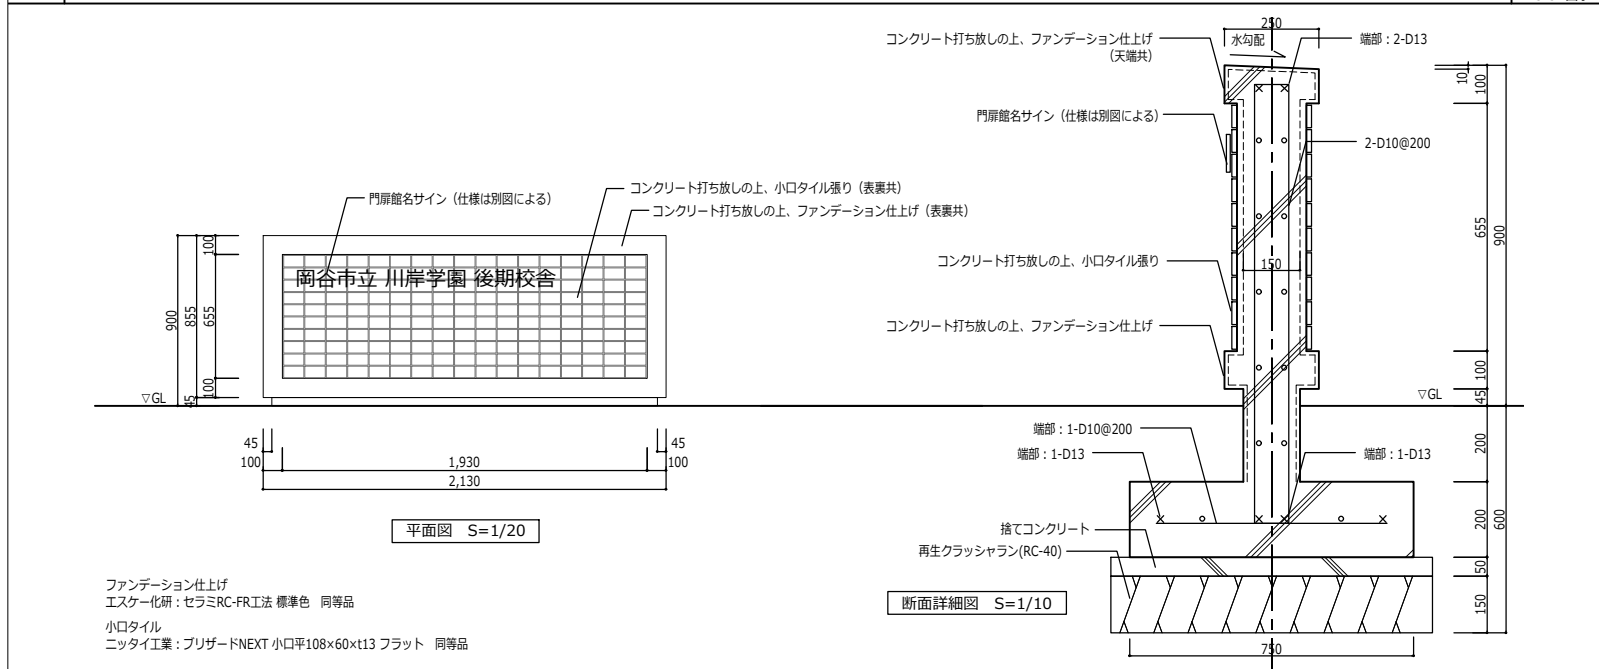 門扉館名サイン（仕様は別図による）
コンクリート打ち放しの上、小口タイル張り（表裏共）
コンクリート打ち放しの上、ファンデーション仕上げ（表裏共）
岡谷市立 川岸学園 後期校舎
900
855
45
100
655
100
▽GL
45
100
1,930
2,130
45
100
平面図 S=1/20
ファンデーション仕上げ
エスケー化研：セラミRC-FR工法 標準色 同等品
小口タイル
ニッタイ工業：ブリザードNEXT 小口平108×60×t13 フラット 同等品
コンクリート打ち放しの上、ファンデーション仕上げ
（天端共）
250
水勾配
端部：2-D13
門扉館名サイン（仕様は別図による）
2-D10@200
コンクリート打ち放しの上、小口タイル張り
150
コンクリート打ち放しの上、ファンデーション仕上げ
端部：1-D10@200
端部：1-D13
端部：1-D13
捨てコンクリート
再生クラッシャラン(RC-40)
断面詳細図 S=1/10
750
10
100
655
900
100
45
▽GL
200
200
600
50
150